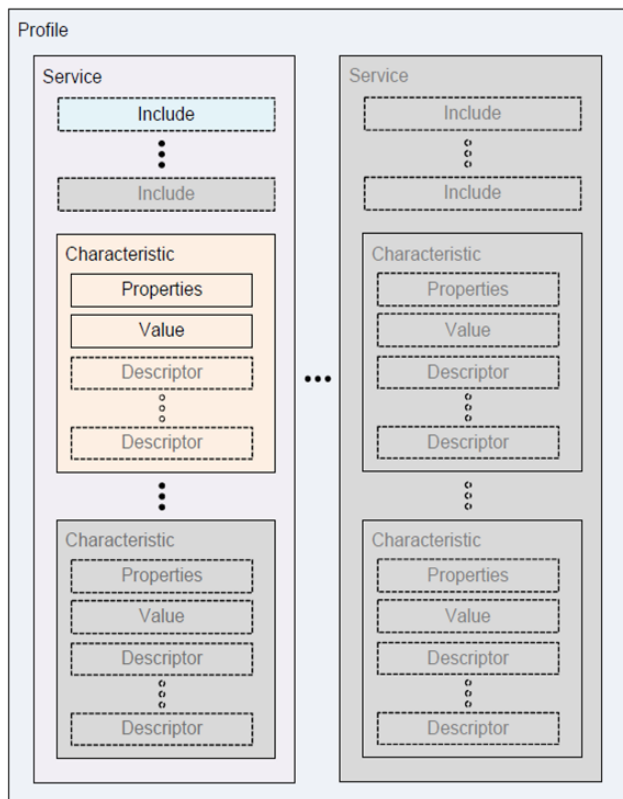 Profile
Service
Include
Include
Characteristic
Properties
Value
Descriptor
Descriptor
Characteristic
Properties
Value
Descriptor
Descriptor
Service
Include
Include
Characteristic
Properties
Value
Descriptor
Descriptor
Characteristic
Properties
Value
Descriptor
Descriptor